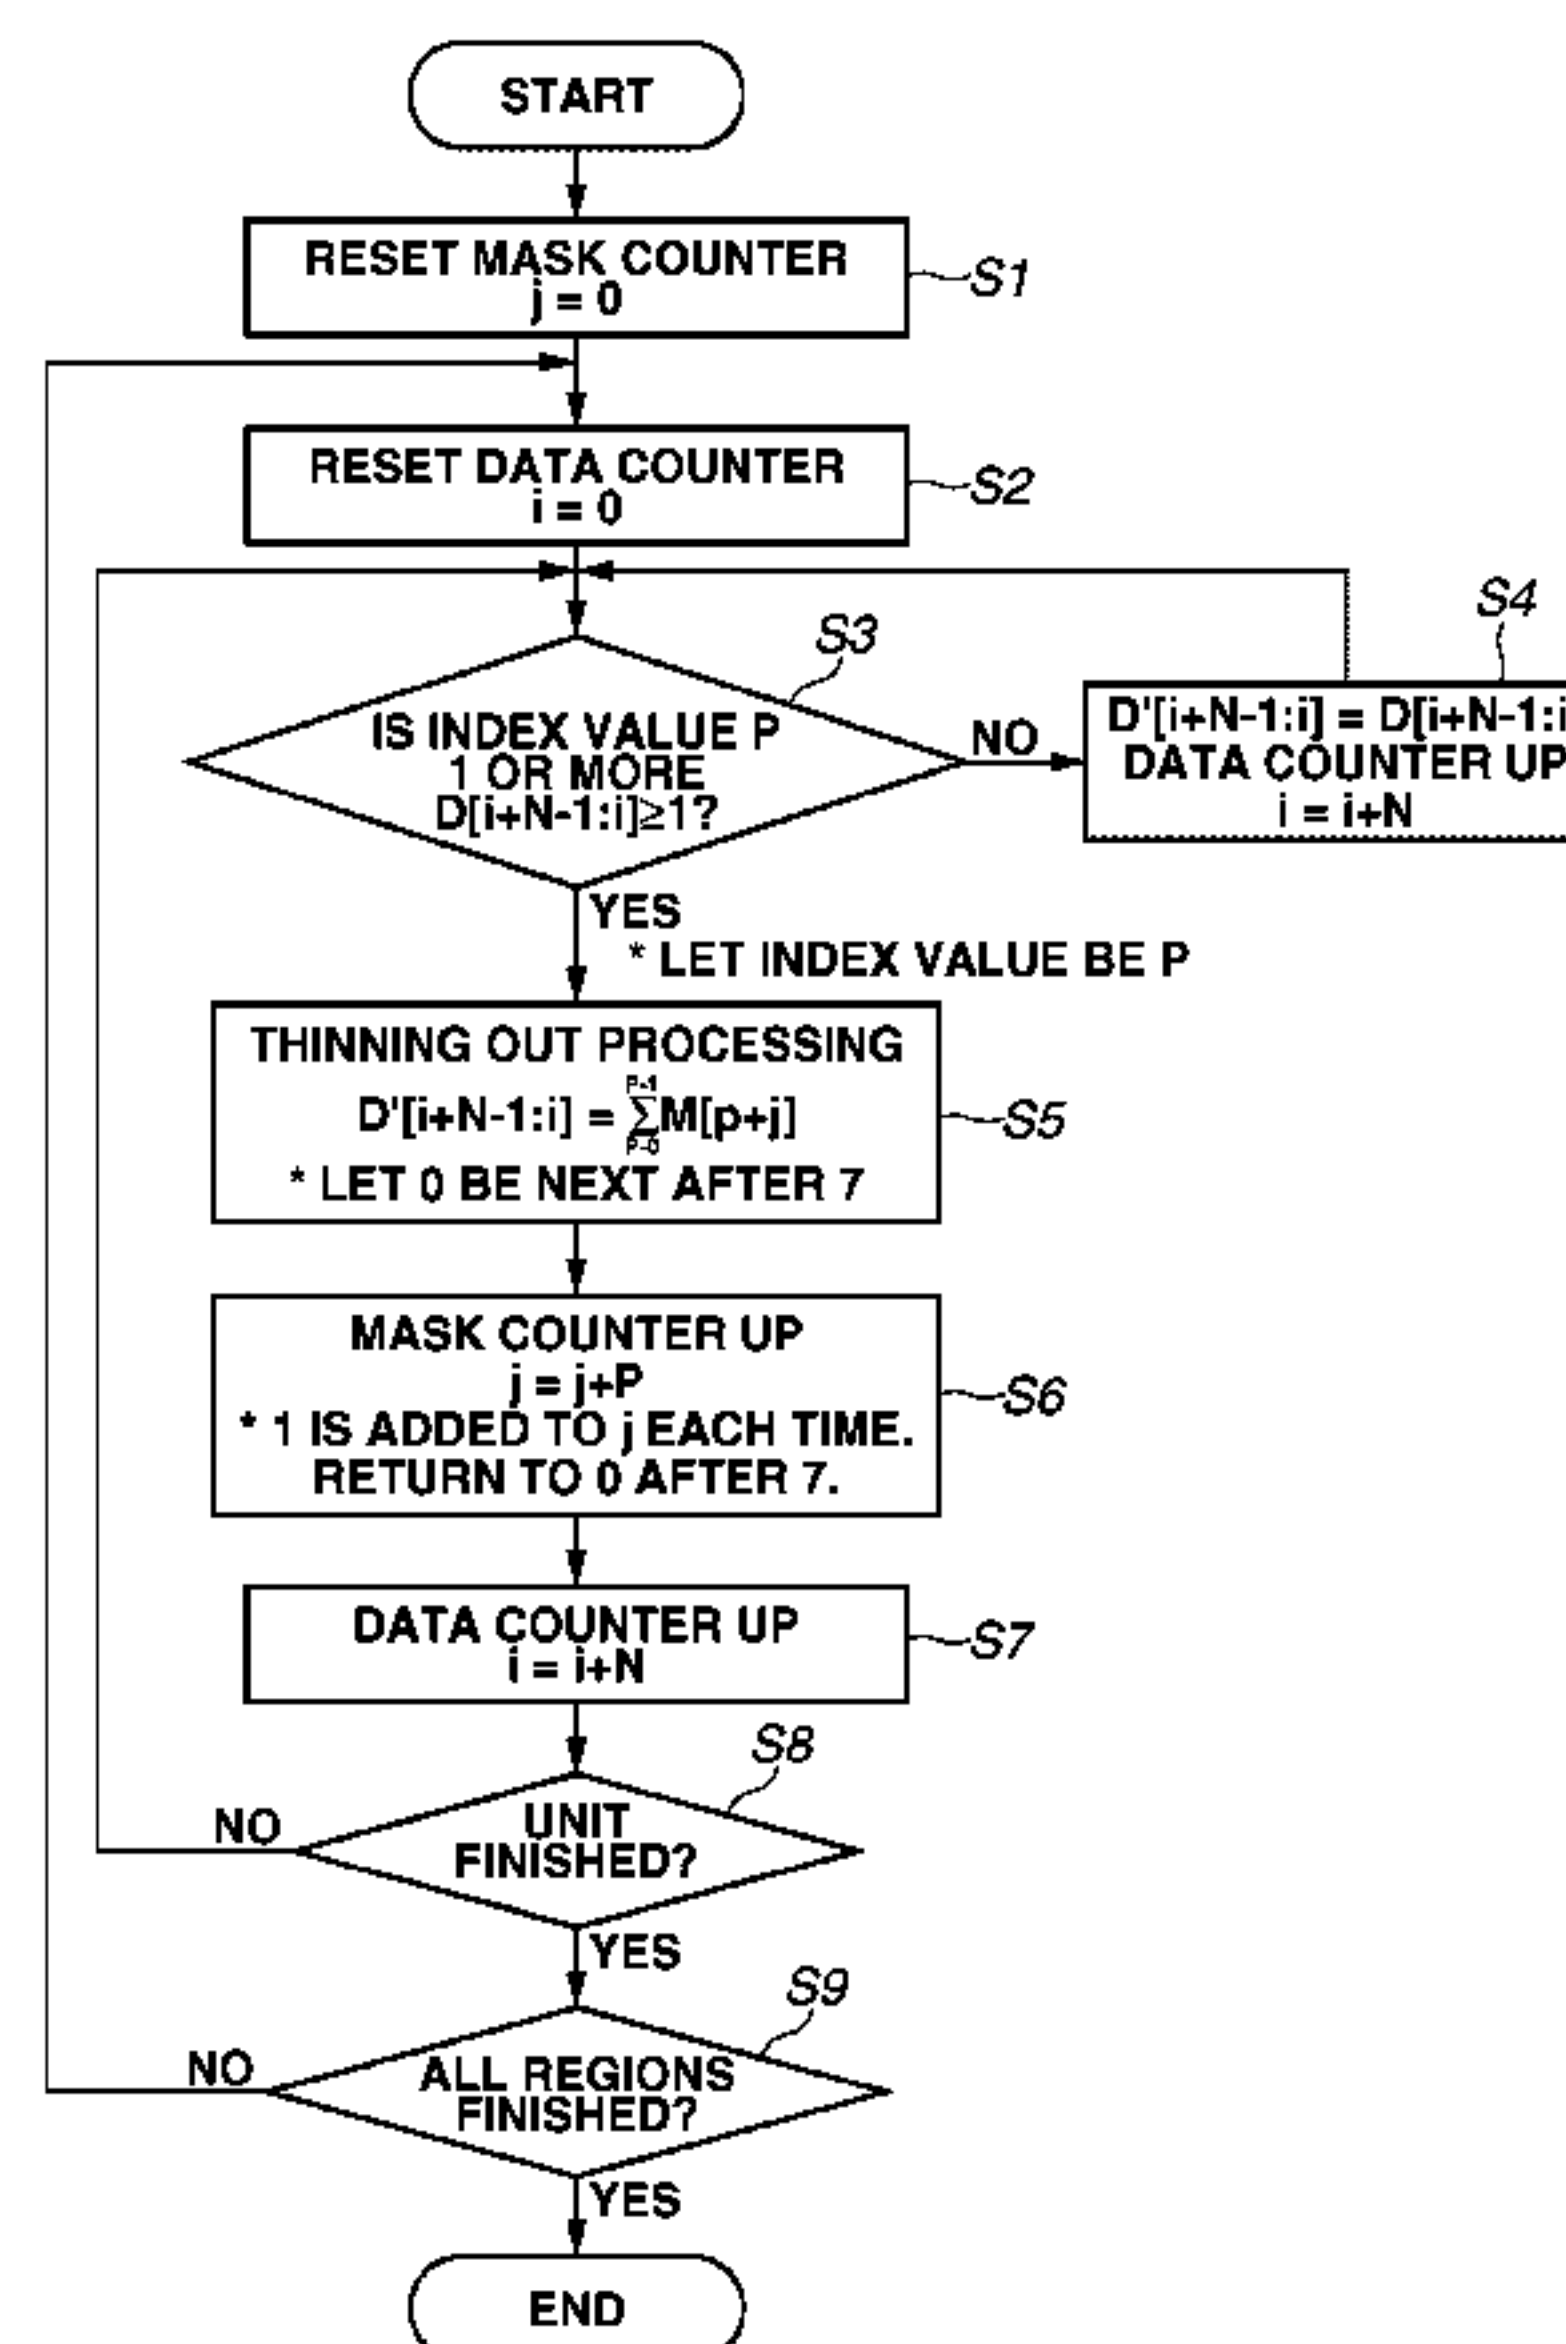 START
RESET MASK COUNTER
j = 0
S1
RESET DATA COUNTER
i = 0
S2
S3
IS INDEX VALUE P
1 OR MORE
D[i+N-1:i]≥1?
NO
S4
D'[i+N-1:i] = D[i+N-1:i
DATA COUNTER UP
i = i+N
YES
* LET INDEX VALUE BE P
THINNING OUT PROCESSING
P-1
D'[i+N-1:i] = ΣM[p+j]
P=0
* LET 0 BE NEXT AFTER 7
S5
MASK COUNTER UP
j = j+P
* 1 IS ADDED TO j EACH TIME.
RETURN TO 0 AFTER 7.
S6
DATA COUNTER UP
i = i+N
S7
S8
UNIT
FINISHED?
NO
YES
S9
ALL REGIONS
FINISHED?
NO
YES
END